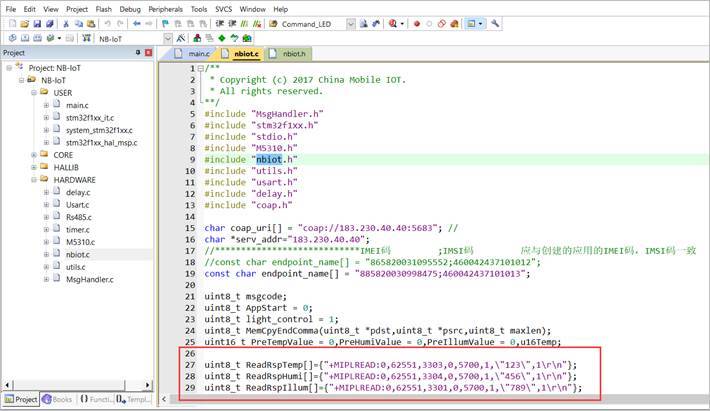 File Edit View Project Flash Debug Peripherals Tools SVCS Window Help
Command_LED
NB-IoT
Project
main.c nbiot.c nbiot.h
Project: NB-IoT
NB-IoT
USER
main.c
stm32f1xx_it.c
system_stm32f1xx.c
stm32f1xx_hal_msp.c
CORE
HALLIB
HARDWARE
delay.c
Usart.c
Rs485.c
timer.c
M5310.c
nbiot.c
utils.c
MsgHandler.c
Project Books Functi... Templ...
1 /**
2 * Copyright (c) 2017 China Mobile IOT.
3 * All rights reserved.
4 **/
5 #include "MsgHandler.h"
6 #include "stm32f1xx.h"
7 #include "stdio.h"
8 #include "M5310.h"
9 #include "nbiot.h"
10 #include "utils.h"
11 #include "usart.h"
12 #include "delay.h"
13 #include "coap.h"
14
15 char coap_uri[] = "coap://183.230.40.40:5683"; //
16 char *serv_addr="183.230.40.40";
17 //***************************IMEI码 ;IMSI码 应与创建的应用的IMEI码，IMSI码一致
18 //const char endpoint_name[] = "865820031095552;460042437101012";
19 const char endpoint_name[] = "885820030998475;460042437101013";
20
21 uint8_t msgcode;
22 uint8_t AppStart = 0;
23 uint8_t light_control = 1;
24 uint8_t MemCpyEndComma(uint8_t *pdst,uint8_t *psrc,uint8_t maxlen);
25 uint16_t PreTempValue = 0,PreHumiValue = 0,PreIllumValue = 0,u16Temp;
26
27 uint8_t ReadRspTemp[]={"+MIPLREAD:0,62551,3303,0,5700,1,\"123\",1\r\n"};
28 uint8_t ReadRspHumi[]={"+MIPLREAD:0,62551,3304,0,5700,1,\"456\",1\r\n"};
29 uint8_t ReadRspIllum[]={"+MIPLREAD:0,62551,3301,0,5700,1,\"789\",1\r\n"};